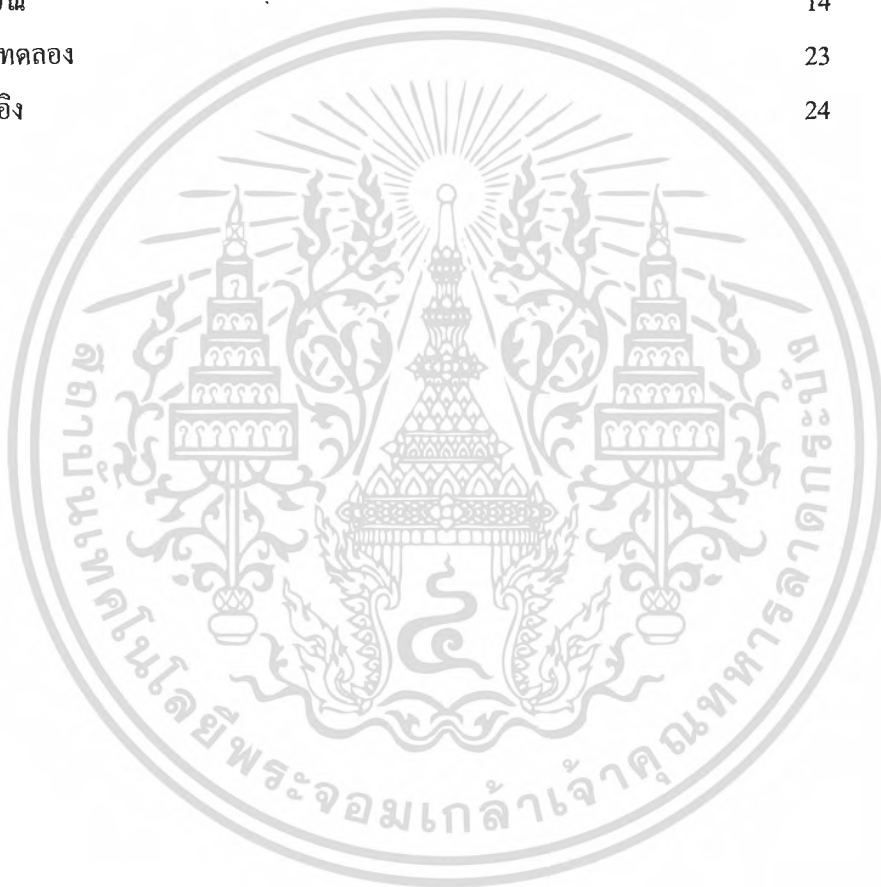 14
ทดลอง 23
อิง 24
สถาบันเทคโนโลยีพระจอมเกล้าเจ้าคุณทหารลาดกระบัง